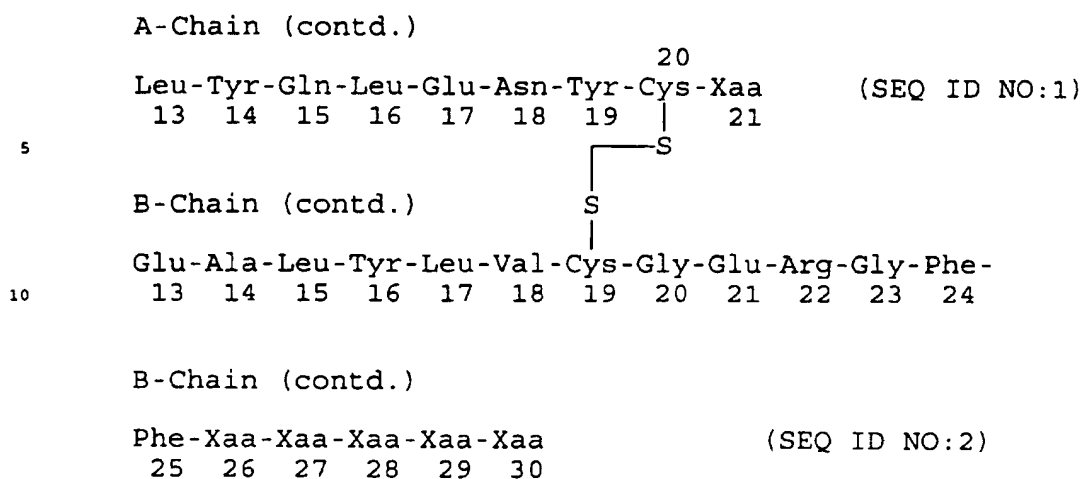 A-Chain (contd.)
20
Leu-Tyr-Gln-Leu-Glu-Asn-Tyr-Cys-Xaa (SEQ ID NO:1)
13 14 15 16 17 18 19 21
5
S
B-Chain (contd.) S
Glu-Ala-Leu-Tyr-Leu-Val-Cys-Gly-Glu-Arg-Gly-Phe-
10 13 14 15 16 17 18 19 20 21 22 23 24
B-Chain (contd.)
Phe-Xaa-Xaa-Xaa-Xaa-Xaa (SEQ ID NO:2)
25 26 27 28 29 30